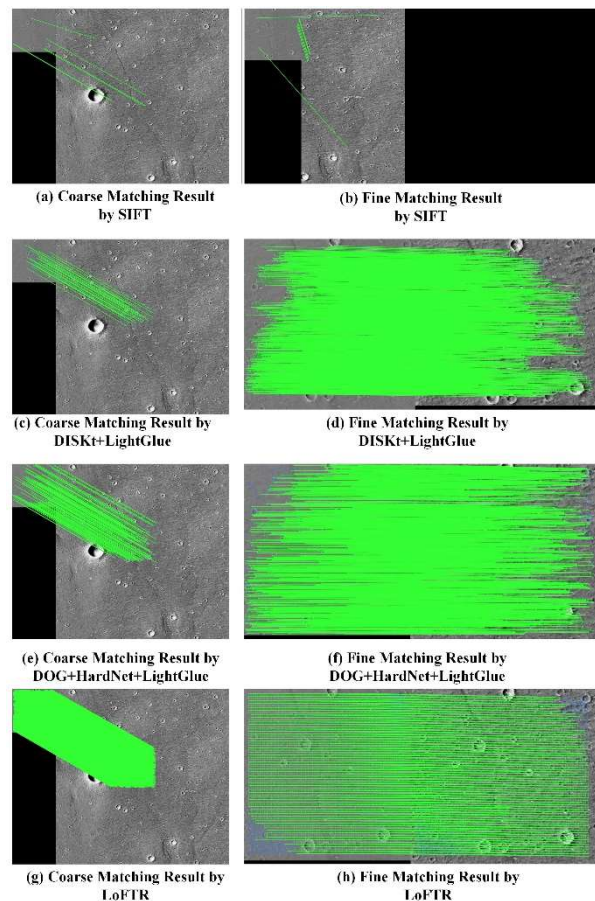 (a) Coarse Matching Result
by SIFT
(b) Fine Matching Result
by SIFT
(c) Coarse Matching Result by
DISKt+LightGlue
(d) Fine Matching Result by
DISKt+LightGlue
(e) Coarse Matching Result by
DOG+HardNet+LightGlue
(f) Fine Matching Result by
DOG+HardNet+LightGlue
(g) Coarse Matching Result by
LoFTR
(h) Fine Matching Result by
LoFTR